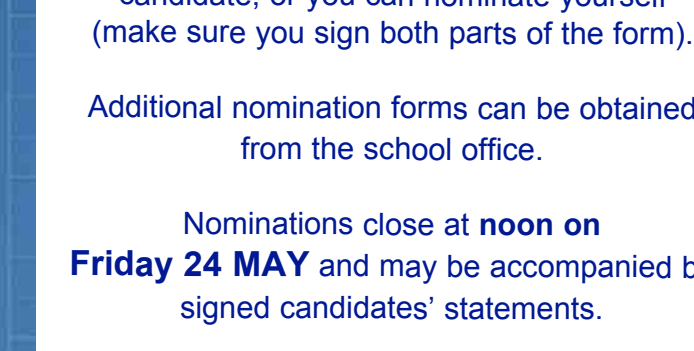 candidate, or you can nominate yourself
(make sure you sign both parts of the form).
Additional nomination forms can be obtained
from the school office.
Nominations close at noon on
Friday 24 MAY and may be accompanied b
signed candidates’ statements.